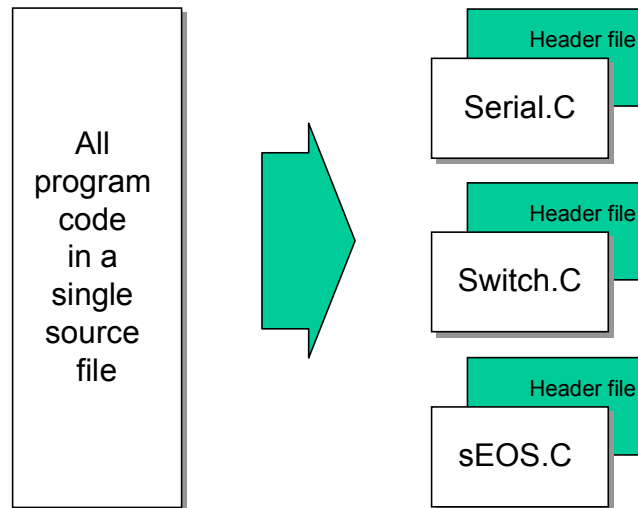 All
program
code
in a
single
source
file
Header file
Serial.C
Header file
Switch.C
Header file
sEOS.C